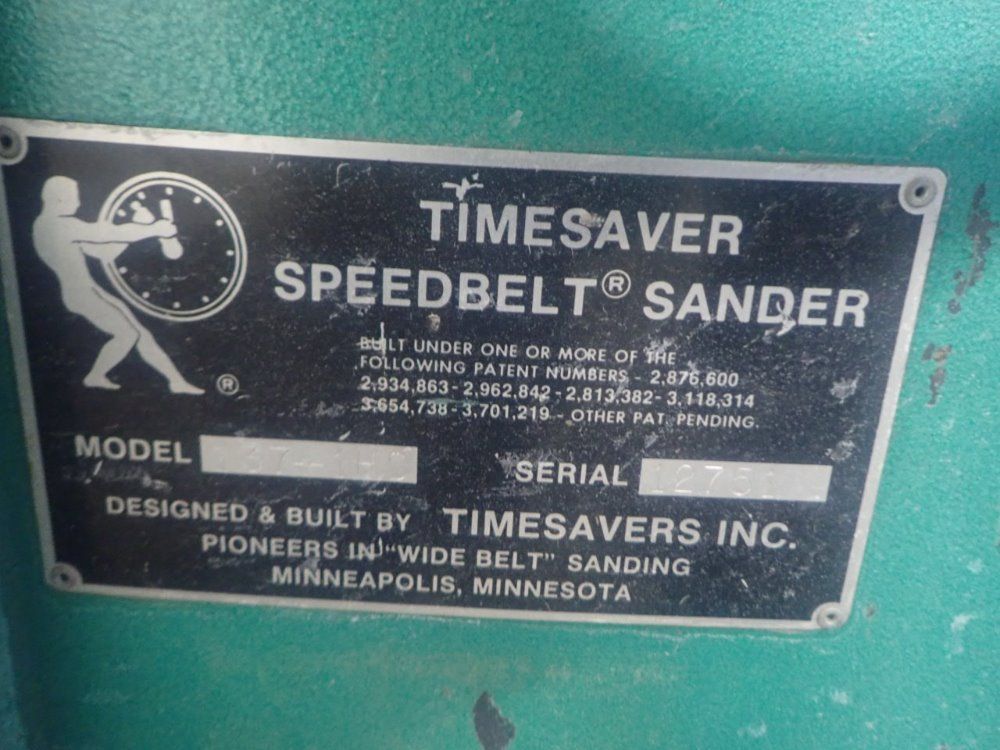 TIMESAVER
SPEEDBELT® SANDER
BUILT UNDER ONE OR MORE OF THE
FOLLOWING PATENT NUMBERS - 2,876,600
2,934,863 - 2,962,842 - 2,813,382 - 3,118,314
3,654,738 - 3,701,219 - OTHER PAT. PENDING.
®
MODEL
SERIAL
DESIGNED & BUILT BY TIMESAVERS INC.
PIONEERS IN "WIDE BELT" SANDING
MINNEAPOLIS, MINNESOTA